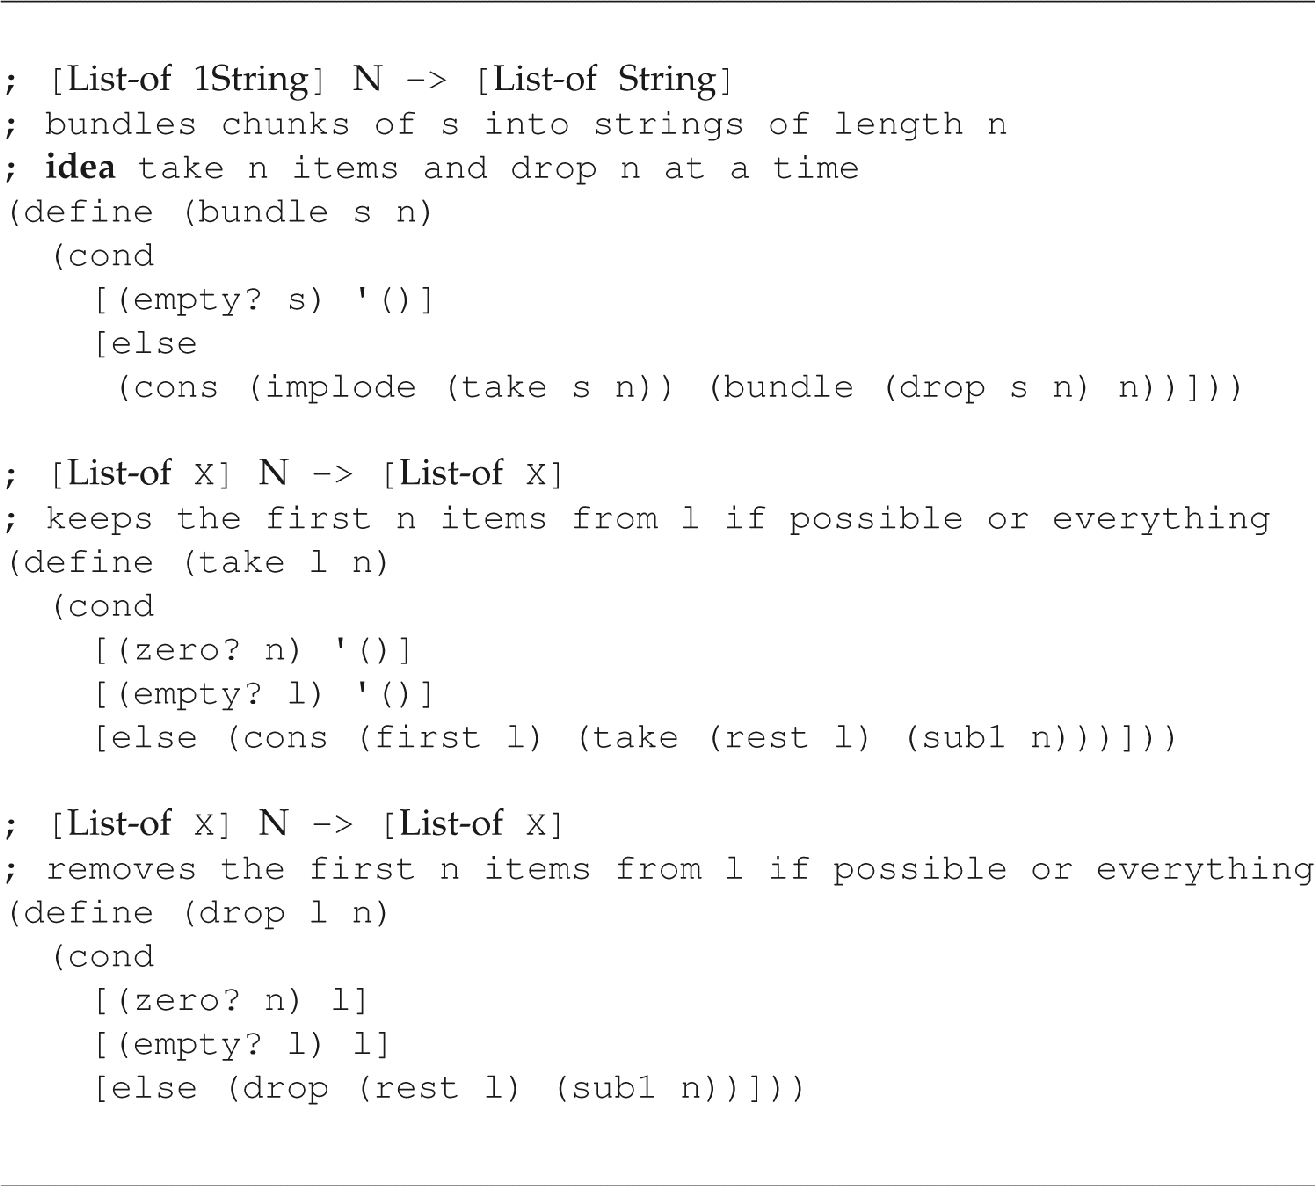 ; [List-of 1String] N -> [List-of String]
; bundles chunks of s into strings of length n
; idea take n items and drop n at a time
(define (bundle s n)
  (cond
    [(empty? s) '()]
    [else
     (cons (implode (take s n)) (bundle (drop s n) n))]))
; [List-of X] N -> [List-of X]
; keeps the first n items from l if possible or everything
(define (take l n)
  (cond
    [(zero? n) '()]
    [(empty? l) '()]
    [else (cons (first l) (take (rest l) (sub1 n)))]))
; [List-of X] N -> [List-of X]
; removes the first n items from l if possible or everything
(define (drop l n)
  (cond
    [(zero? n) l]
    [(empty? l) l]
    [else (drop (rest l) (sub1 n))]))